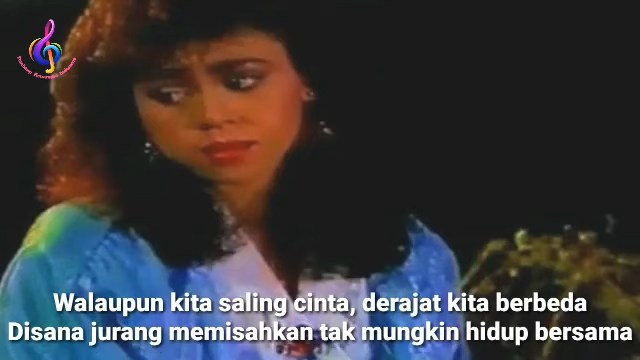 Walaupun kita saling cinta, derajat kita berbeda
Disana jurang memisahkan tak mungkin hidup bersama